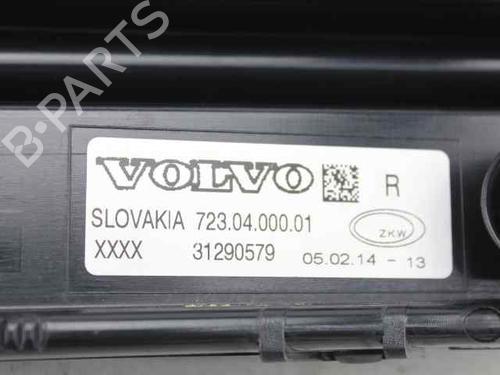 B-PARTS
VOLVO R
SLOVAKIA 723.04.000.01 ZKW
XXXX 31290579 05.02.14 - 13